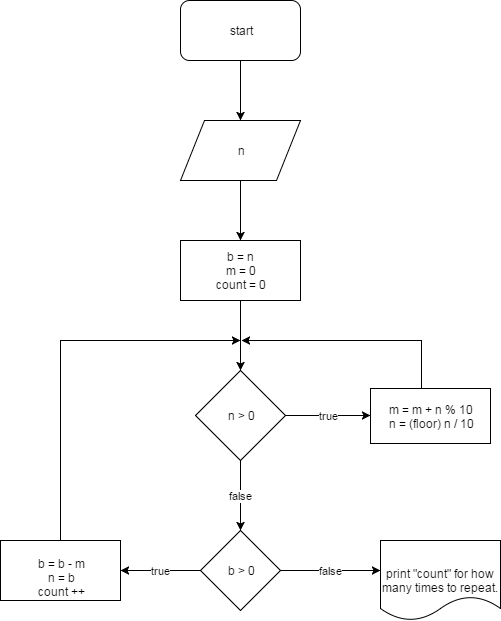 start
n
b = n
m = 0
count = 0
n > 0
true
m = m + n % 10
n = (floor) n / 10
false
b > 0
true
b = b - m
n = b
count ++
false
print "count" for how
many times to repeat.